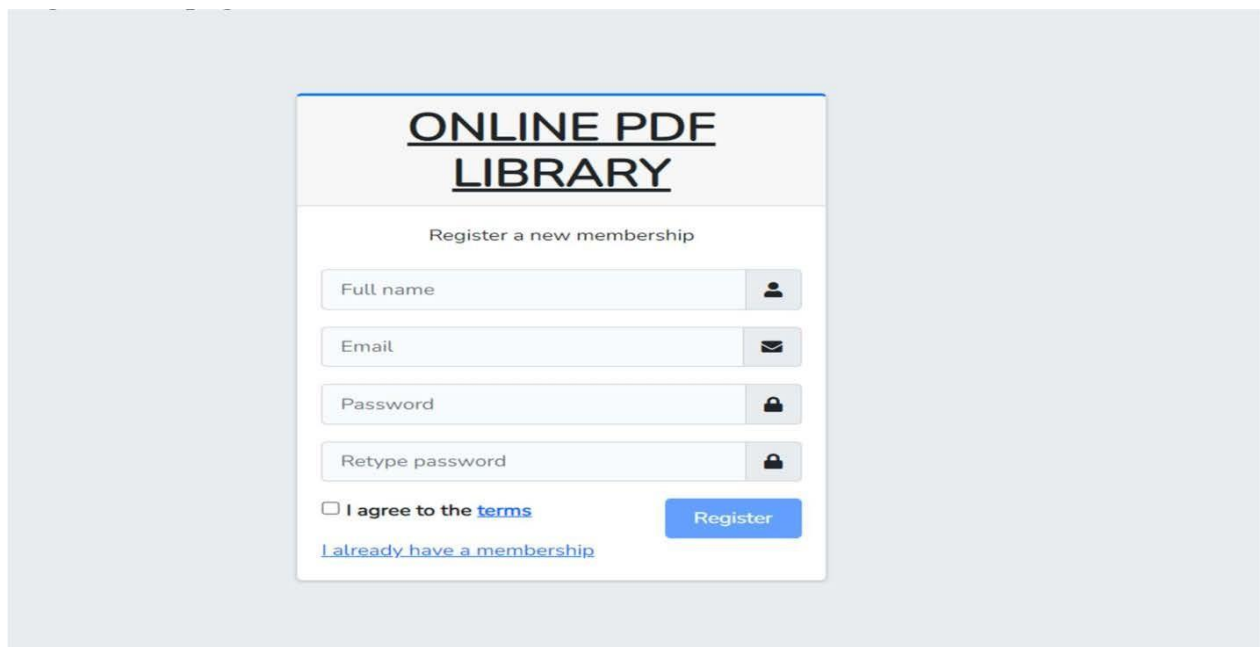 ONLINE PDF
LIBRARY
Register a new membership
Full name
Email
Password
Retype password
I agree to the terms
Register
I already have a membership